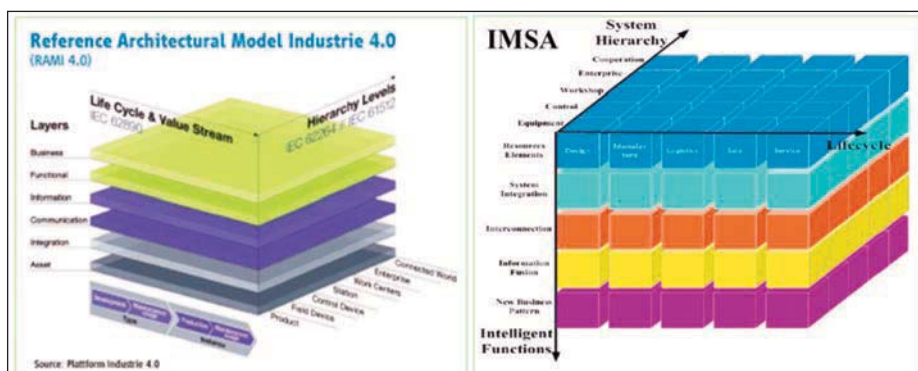 Reference Architectural Model Industrie 4.0
(RAMI 4.0)
Life Cycle & Value Stream
IEC 62890
Hierarchy Levels
IEC 62264 // IEC 61512
Layers
Business
Functional
Information
Communication
Integration
Asset
Connected World
Enterprise
Work Centers
Station
Control Device
Field Device
Product
Development
Production
Type
Instance
Source: Plattform Industrie 4.0
IMSA
System
Hierarchy
Cooperation
Enterprise
Workshop
Control
Equipment
Lifecycle
Resources
Elements
Design
Logistics
Service
System
Integration
Interconnection
Information
Fusion
New Business
Pattern
Intelligent
Functions